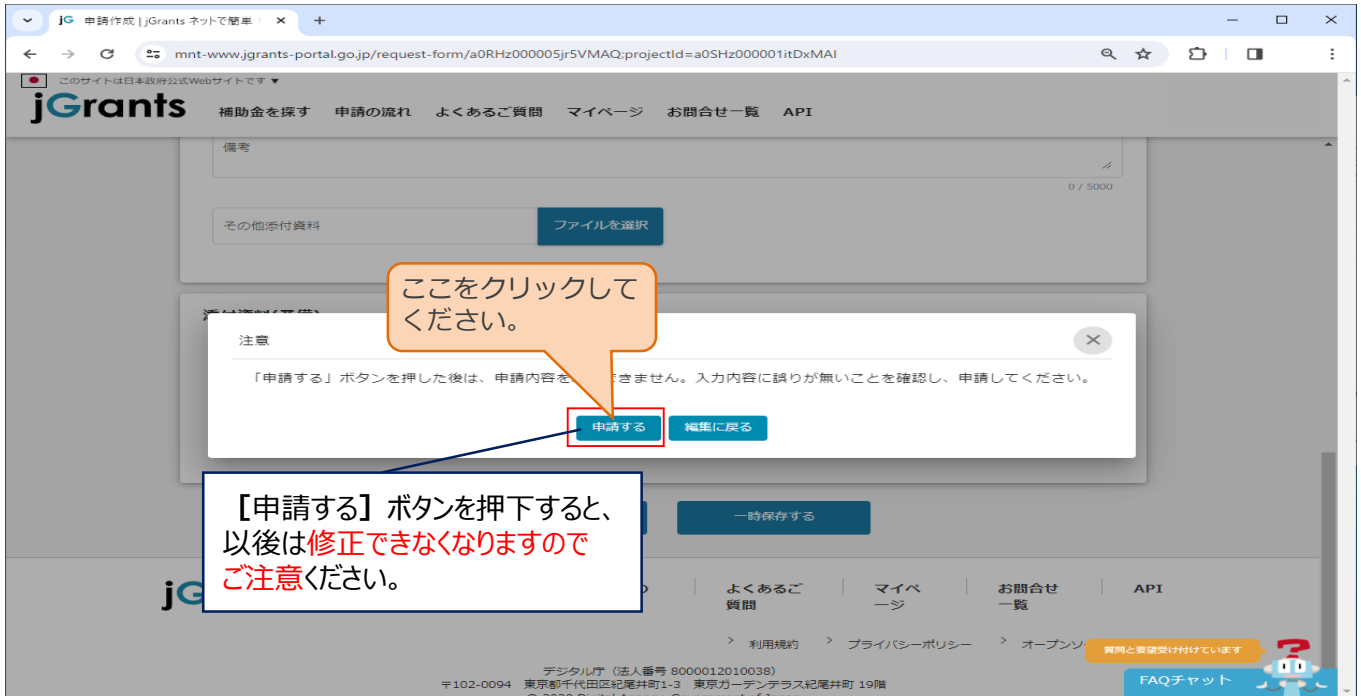 jG 申請作成 | jGrants ネットで簡単
mnt-www.jgrants-portal.go.jp/request-form/a0RHz000005jr5VMAQ;projectId=a0SHz000001itDxMAI
このサイトは日本政府公式Webサイトです ▼
jGrants 補助金を探す 申請の流れ よくあるご質問 マイページ お問合せ一覧 API
備考
0 / 5000
その他添付資料 ファイルを選択
ここをクリックして
ください。
注意
「申請する」ボタンを押した後は、申請内容を できません。入力内容に誤りが無いことを確認し、申請してください。
申請する 編集に戻る
【申請する】ボタンを押下すると、
以後は修正できなくなりますので
ご注意ください。
一時保存する
よくあるご
質問
マイペ
ージ
お問合せ
一覧
API
利用規約 プライバシーポリシー オープンソ
質問と要望受け付けています
FAQチャット
デジタル庁（法人番号 8000012010038）
〒102-0094 東京都千代田区紀尾井町1-3 東京ガーデンテラス紀尾井町 19階